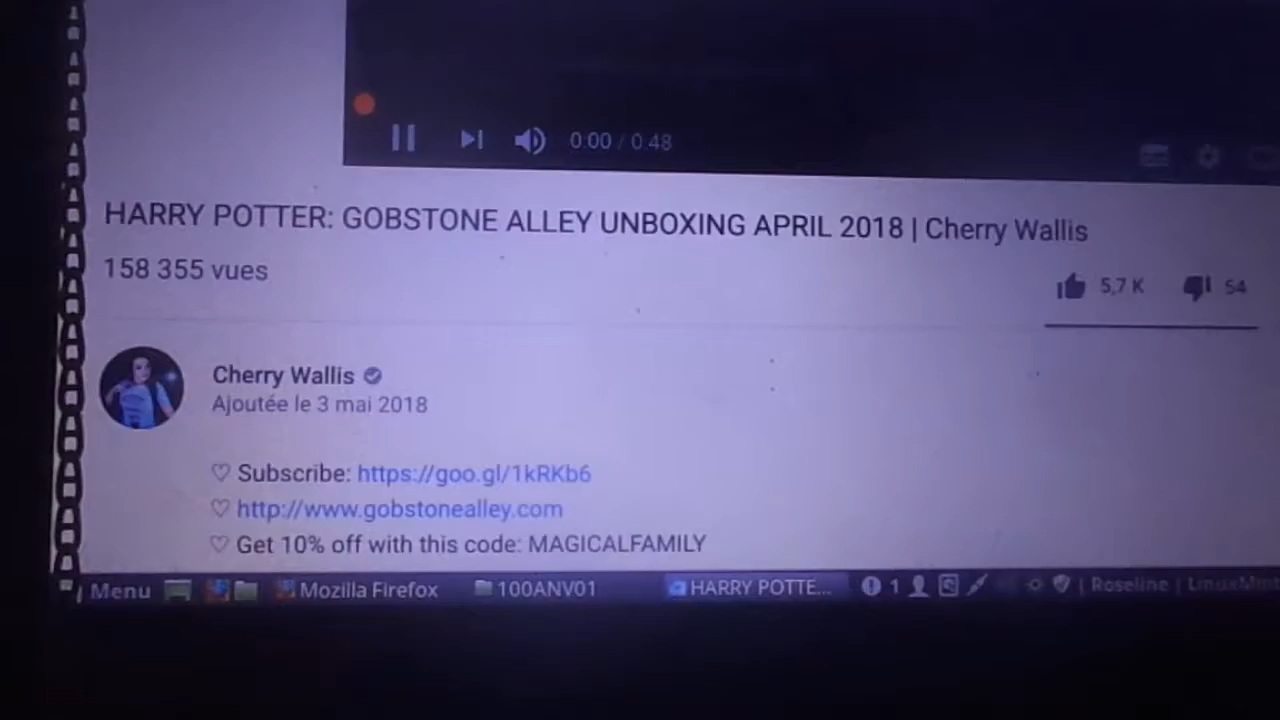 0:00 / 0:48
HARRY POTTER: GOBSTONE ALLEY UNBOXING APRIL 2018 | Cherry Wallis
158 355 vues
5,7 K 54
Cherry Wallis
Ajoutée le 3 mai 2018
♡ Subscribe: https://goo.gl/1kRKb6
♡ http://www.gobstonealley.com
♡ Get 10% off with this code: MAGICALFAMILY
Menu Mozilla Firefox 100ANV01 HARRY POTTE... 1 | Roseline |